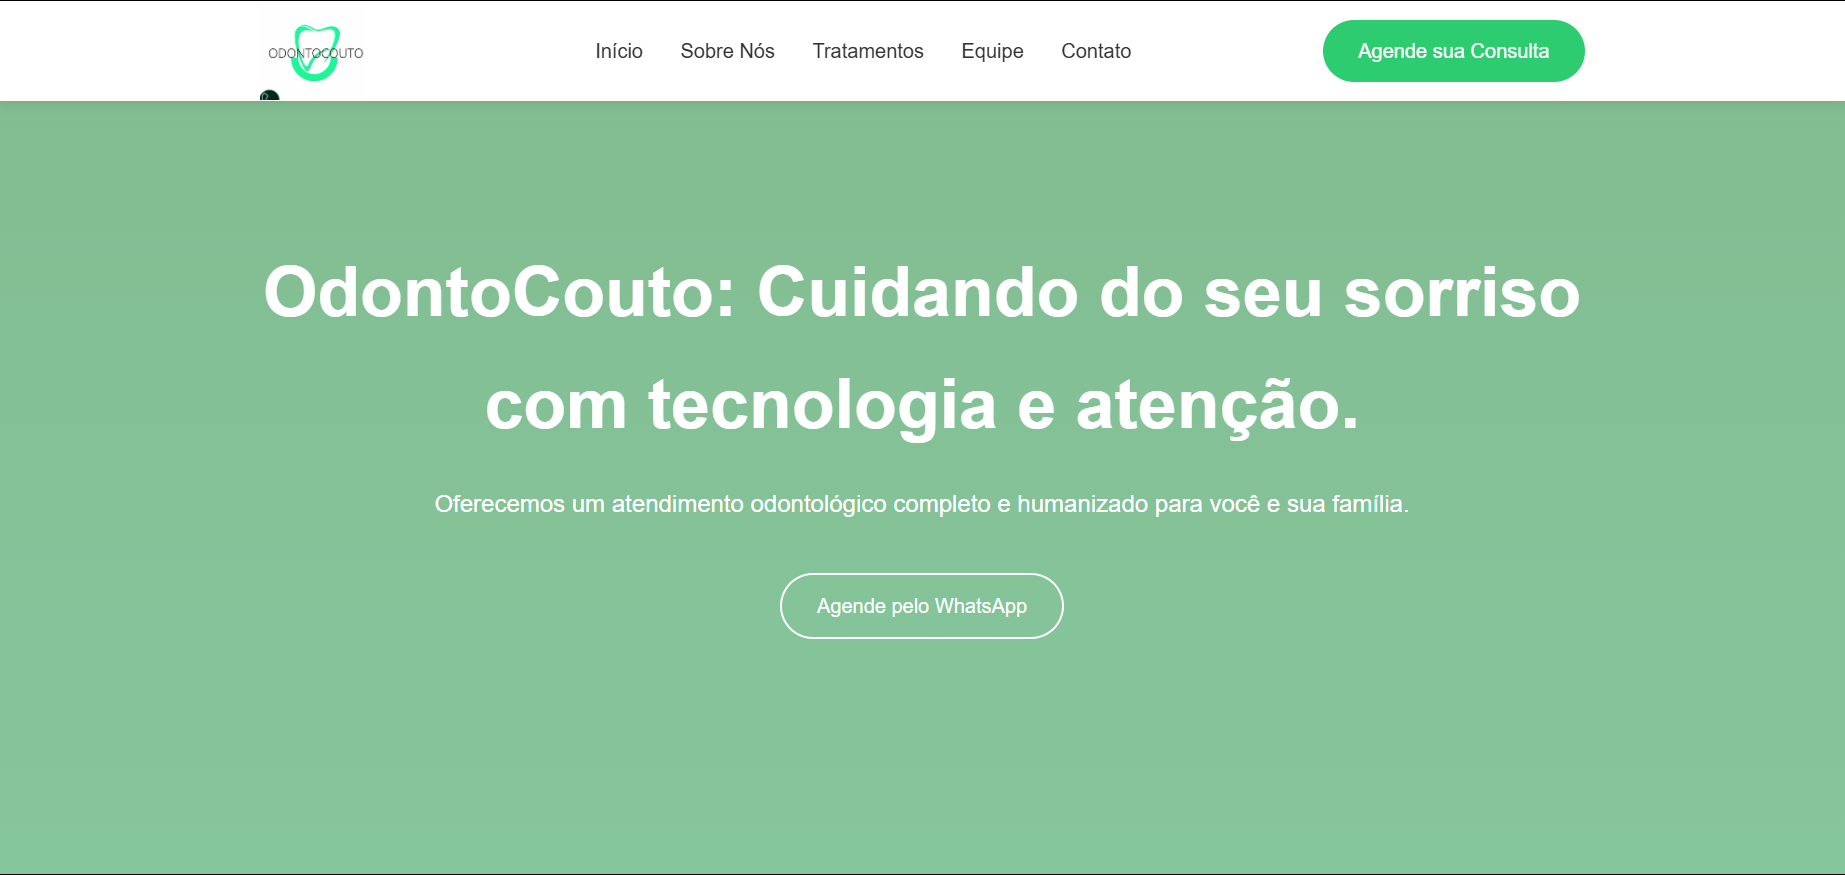 ODONTOCOUTO
Início Sobre Nós Tratamentos Equipe Contato
Agende sua Consulta
OdontoCouto: Cuidando do seu sorriso
com tecnologia e atenção.
Oferecemos um atendimento odontológico completo e humanizado para você e sua família.
Agende pelo WhatsApp